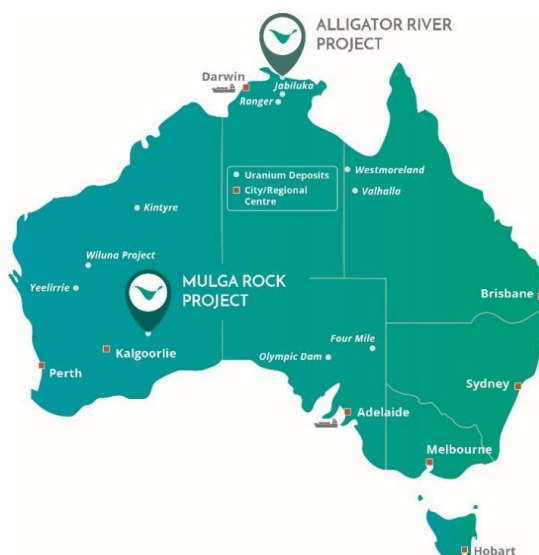 ALLIGATOR RIVER
PROJECT
Darwin
Jabiluka
Ranger
Uranium Deposits
City/Regional
Centre
Westmoreland
Valhalla
Kintyre
Wiluna Project
MULGA ROCK
PROJECT
Yeelirrie
Brisbane
Four Mile
Olympic Dam
Kalgoorlie
Perth
Sydney
Adelaide
Melbourne
Hobart